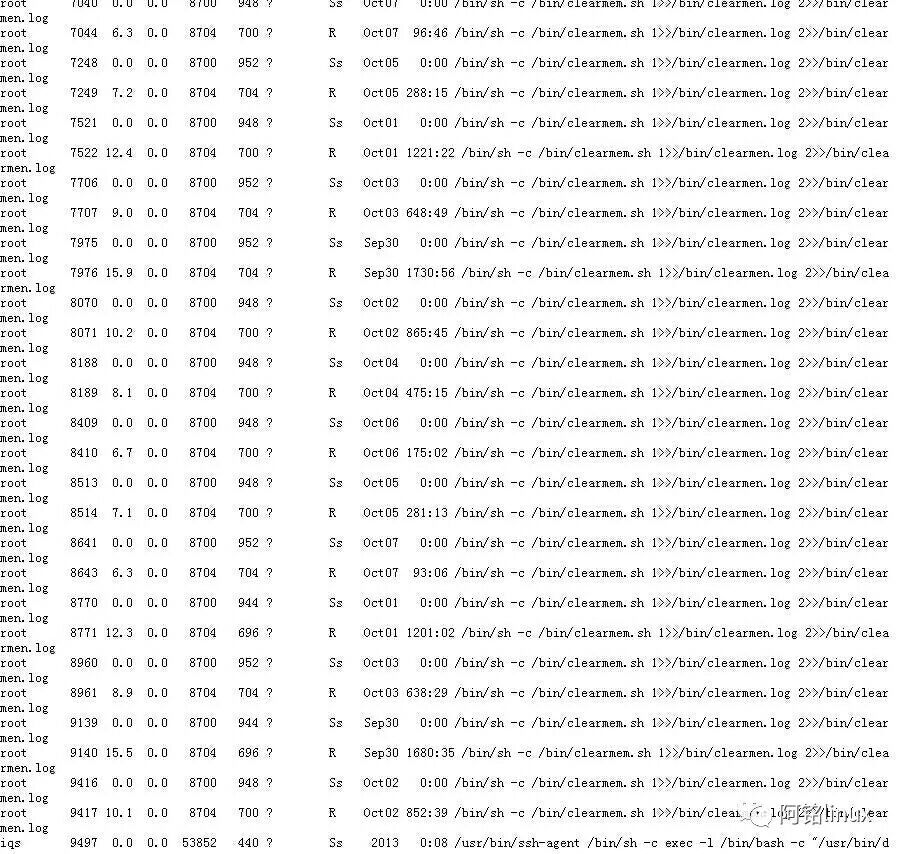 root     7040  0.0  0.0   8700   948 ?        Ss   Oct07   0:00 /bin/sh -c /bin/clearmem.sh 1>>/bin/clearmen.log 2>>/bin/clear
men.log
root     7044  6.3  0.0   8704   700 ?        R    Oct07  96:46 /bin/sh -c /bin/clearmem.sh 1>>/bin/clearmen.log 2>>/bin/clear
men.log
root     7248  0.0  0.0   8700   952 ?        Ss   Oct05   0:00 /bin/sh -c /bin/clearmem.sh 1>>/bin/clearmen.log 2>>/bin/clear
men.log
root     7249  7.2  0.0   8704   704 ?        R    Oct05 288:15 /bin/sh -c /bin/clearmem.sh 1>>/bin/clearmen.log 2>>/bin/clear
men.log
root     7521  0.0  0.0   8700   948 ?        Ss   Oct01   0:00 /bin/sh -c /bin/clearmem.sh 1>>/bin/clearmen.log 2>>/bin/clear
men.log
root     7522 12.4  0.0   8704   700 ?        R    Oct01 1221:22 /bin/sh -c /bin/clearmem.sh 1>>/bin/clearmen.log 2>>/bin/clea
rmen.log
root     7706  0.0  0.0   8700   952 ?        Ss   Oct03   0:00 /bin/sh -c /bin/clearmem.sh 1>>/bin/clearmen.log 2>>/bin/clear
men.log
root     7707  9.0  0.0   8704   704 ?        R    Oct03 648:49 /bin/sh -c /bin/clearmem.sh 1>>/bin/clearmen.log 2>>/bin/clear
men.log
root     7975  0.0  0.0   8700   952 ?        Ss   Sep30   0:00 /bin/sh -c /bin/clearmem.sh 1>>/bin/clearmen.log 2>>/bin/clear
men.log
root     7976 15.9  0.0   8704   704 ?        R    Sep30 1730:56 /bin/sh -c /bin/clearmem.sh 1>>/bin/clearmen.log 2>>/bin/clea
rmen.log
root     8070  0.0  0.0   8700   948 ?        Ss   Oct02   0:00 /bin/sh -c /bin/clearmem.sh 1>>/bin/clearmen.log 2>>/bin/clear
men.log
root     8071 10.2  0.0   8704   700 ?        R    Oct02 865:45 /bin/sh -c /bin/clearmem.sh 1>>/bin/clearmen.log 2>>/bin/clear
men.log
root     8188  0.0  0.0   8700   948 ?        Ss   Oct04   0:00 /bin/sh -c /bin/clearmem.sh 1>>/bin/clearmen.log 2>>/bin/clear
men.log
root     8189  8.1  0.0   8704   700 ?        R    Oct04 475:15 /bin/sh -c /bin/clearmem.sh 1>>/bin/clearmen.log 2>>/bin/clear
men.log
root     8409  0.0  0.0   8700   948 ?        Ss   Oct06   0:00 /bin/sh -c /bin/clearmem.sh 1>>/bin/clearmen.log 2>>/bin/clear
men.log
root     8410  6.7  0.0   8704   700 ?        R    Oct06 175:02 /bin/sh -c /bin/clearmem.sh 1>>/bin/clearmen.log 2>>/bin/clear
men.log
root     8513  0.0  0.0   8700   948 ?        Ss   Oct05   0:00 /bin/sh -c /bin/clearmem.sh 1>>/bin/clearmen.log 2>>/bin/clear
men.log
root     8514  7.1  0.0   8704   700 ?        R    Oct05 281:13 /bin/sh -c /bin/clearmem.sh 1>>/bin/clearmen.log 2>>/bin/clear
men.log
root     8641  0.0  0.0   8700   952 ?        Ss   Oct07   0:00 /bin/sh -c /bin/clearmem.sh 1>>/bin/clearmen.log 2>>/bin/clear
men.log
root     8643  6.3  0.0   8704   704 ?        R    Oct07  93:06 /bin/sh -c /bin/clearmem.sh 1>>/bin/clearmen.log 2>>/bin/clear
men.log
root     8770  0.0  0.0   8700   944 ?        Ss   Oct01   0:00 /bin/sh -c /bin/clearmem.sh 1>>/bin/clearmen.log 2>>/bin/clear
men.log
root     8771 12.3  0.0   8704   696 ?        R    Oct01 1201:02 /bin/sh -c /bin/clearmem.sh 1>>/bin/clearmen.log 2>>/bin/clea
rmen.log
root     8960  0.0  0.0   8700   952 ?        Ss   Oct03   0:00 /bin/sh -c /bin/clearmem.sh 1>>/bin/clearmen.log 2>>/bin/clear
men.log
root     8961  8.9  0.0   8704   704 ?        R    Oct03 638:29 /bin/sh -c /bin/clearmem.sh 1>>/bin/clearmen.log 2>>/bin/clear
men.log
root     9139  0.0  0.0   8700   944 ?        Ss   Sep30   0:00 /bin/sh -c /bin/clearmem.sh 1>>/bin/clearmen.log 2>>/bin/clear
men.log
root     9140 15.5  0.0   8704   696 ?        R    Sep30 1680:35 /bin/sh -c /bin/clearmem.sh 1>>/bin/clearmen.log 2>>/bin/clea
rmen.log
root     9416  0.0  0.0   8700   948 ?        Ss   Oct02   0:00 /bin/sh -c /bin/clearmem.sh 1>>/bin/clearmen.log 2>>/bin/clear
men.log
root     9417 10.1  0.0   8704   700 ?        R    Oct02 852:39 /bin/sh -c /bin/clearmem.sh 1>>/bin/clearmen.log 2>>/bin/clear
men.log
阿铭linux
iqs      9497  0.0  0.0  53852   440 ?        Ss    2013   0:08 /usr/bin/ssh-agent /bin/sh -c exec -l /bin/bash -c "/usr/bin/d